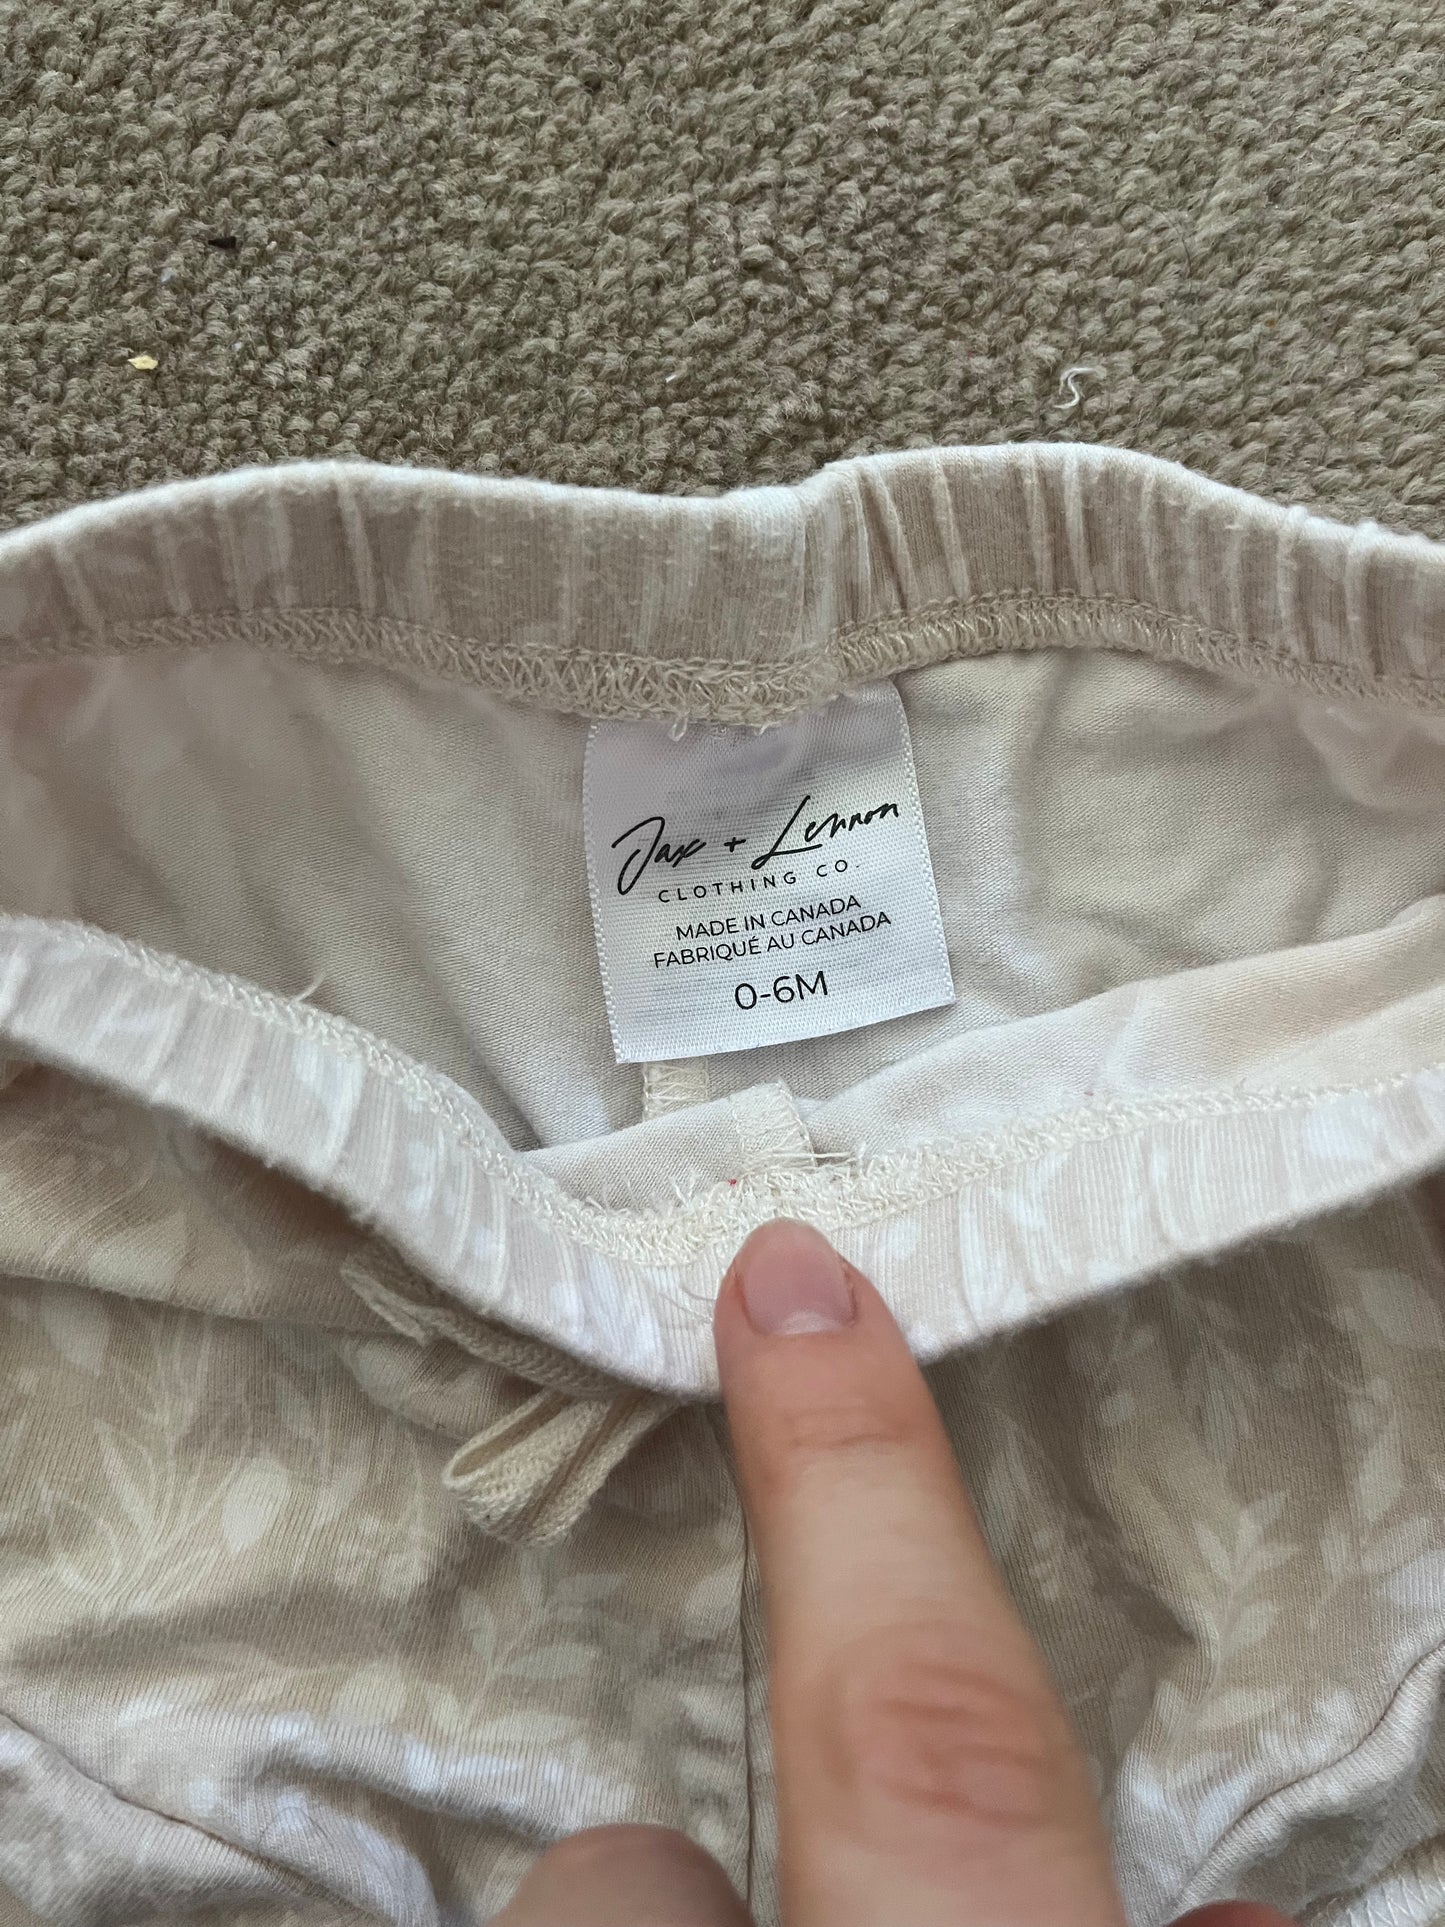 Jax + Lennon
CLOTHING CO.
MADE IN CANADA
FABRIQUÉ AU CANADA
0-6M